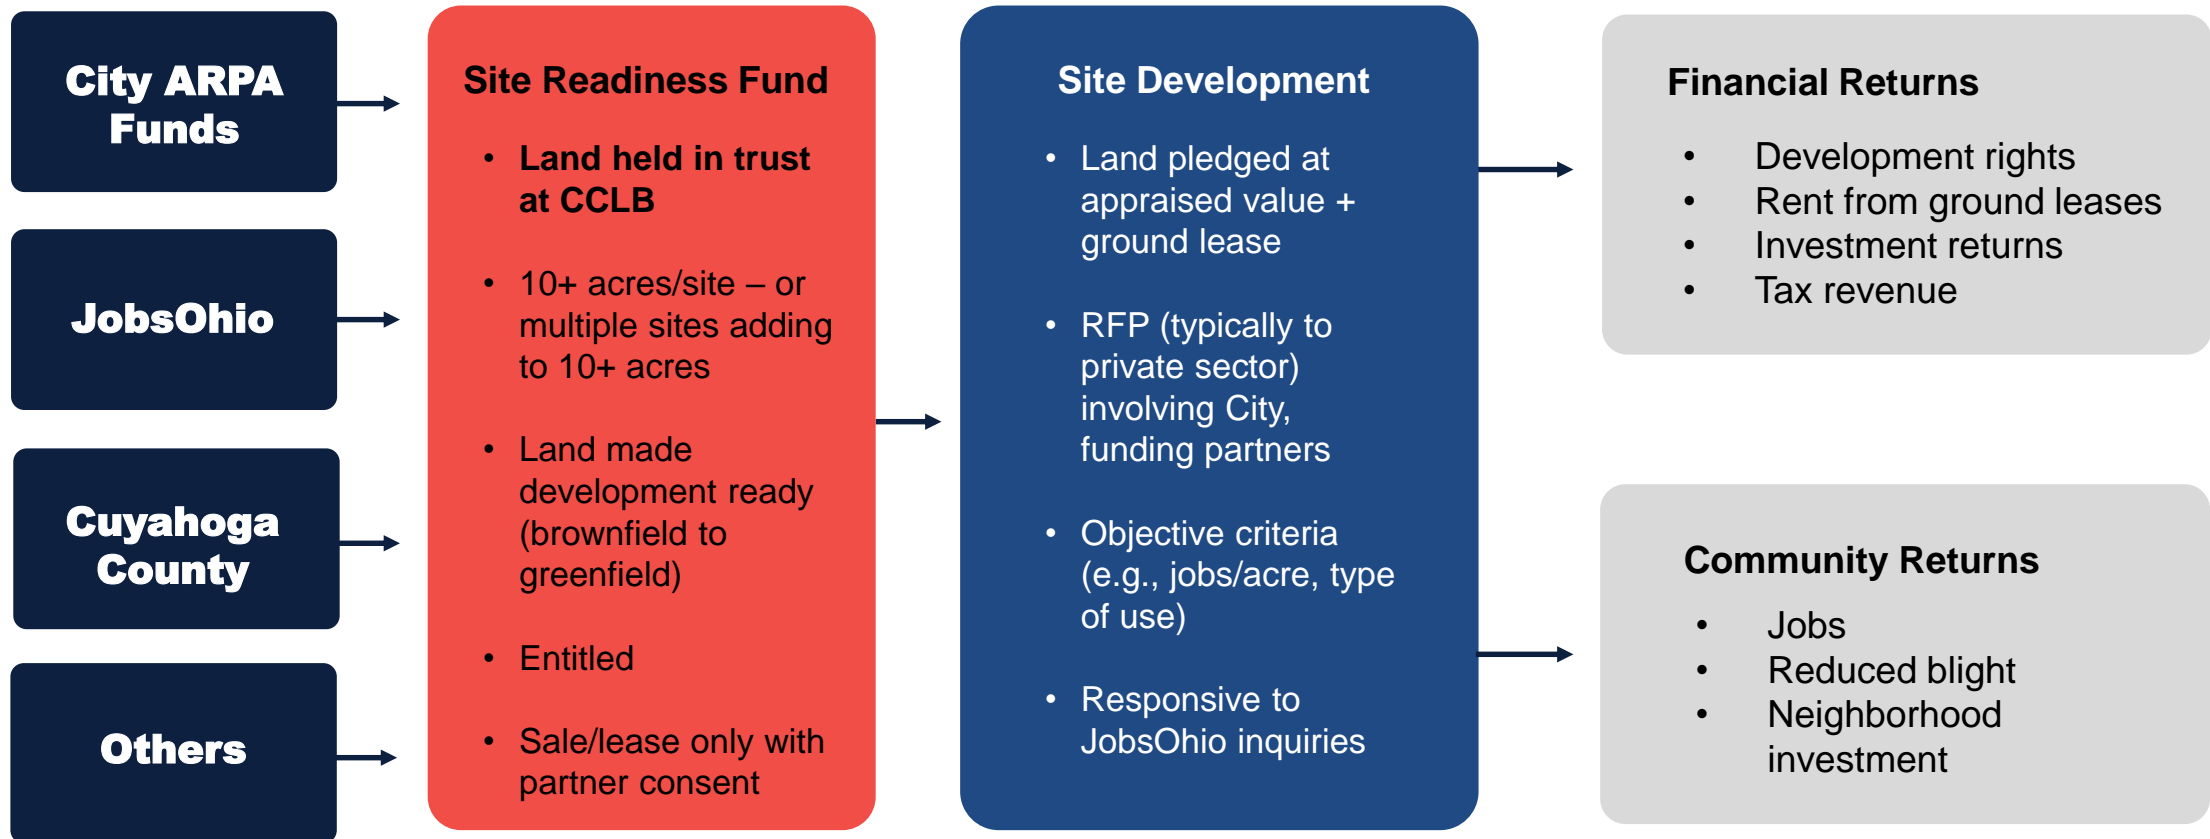 City ARPA
Funds
JobsOhio
Cuyahoga
County
Others
Site Readiness Fund
• Land held in trust
at CCLB
• 10+ acres/site – or
multiple sites adding
to 10+ acres
• Land made
development ready
(brownfield to
greenfield)
• Entitled
• Sale/lease only with
partner consent
Site Development
• Land pledged at
appraised value +
ground lease
• RFP (typically to
private sector)
involving City,
funding partners
• Objective criteria
(e.g., jobs/acre, type
of use)
• Responsive to
JobsOhio inquiries
Financial Returns
• Development rights
• Rent from ground leases
• Investment returns
• Tax revenue
Community Returns
• Jobs
• Reduced blight
• Neighborhood
investment